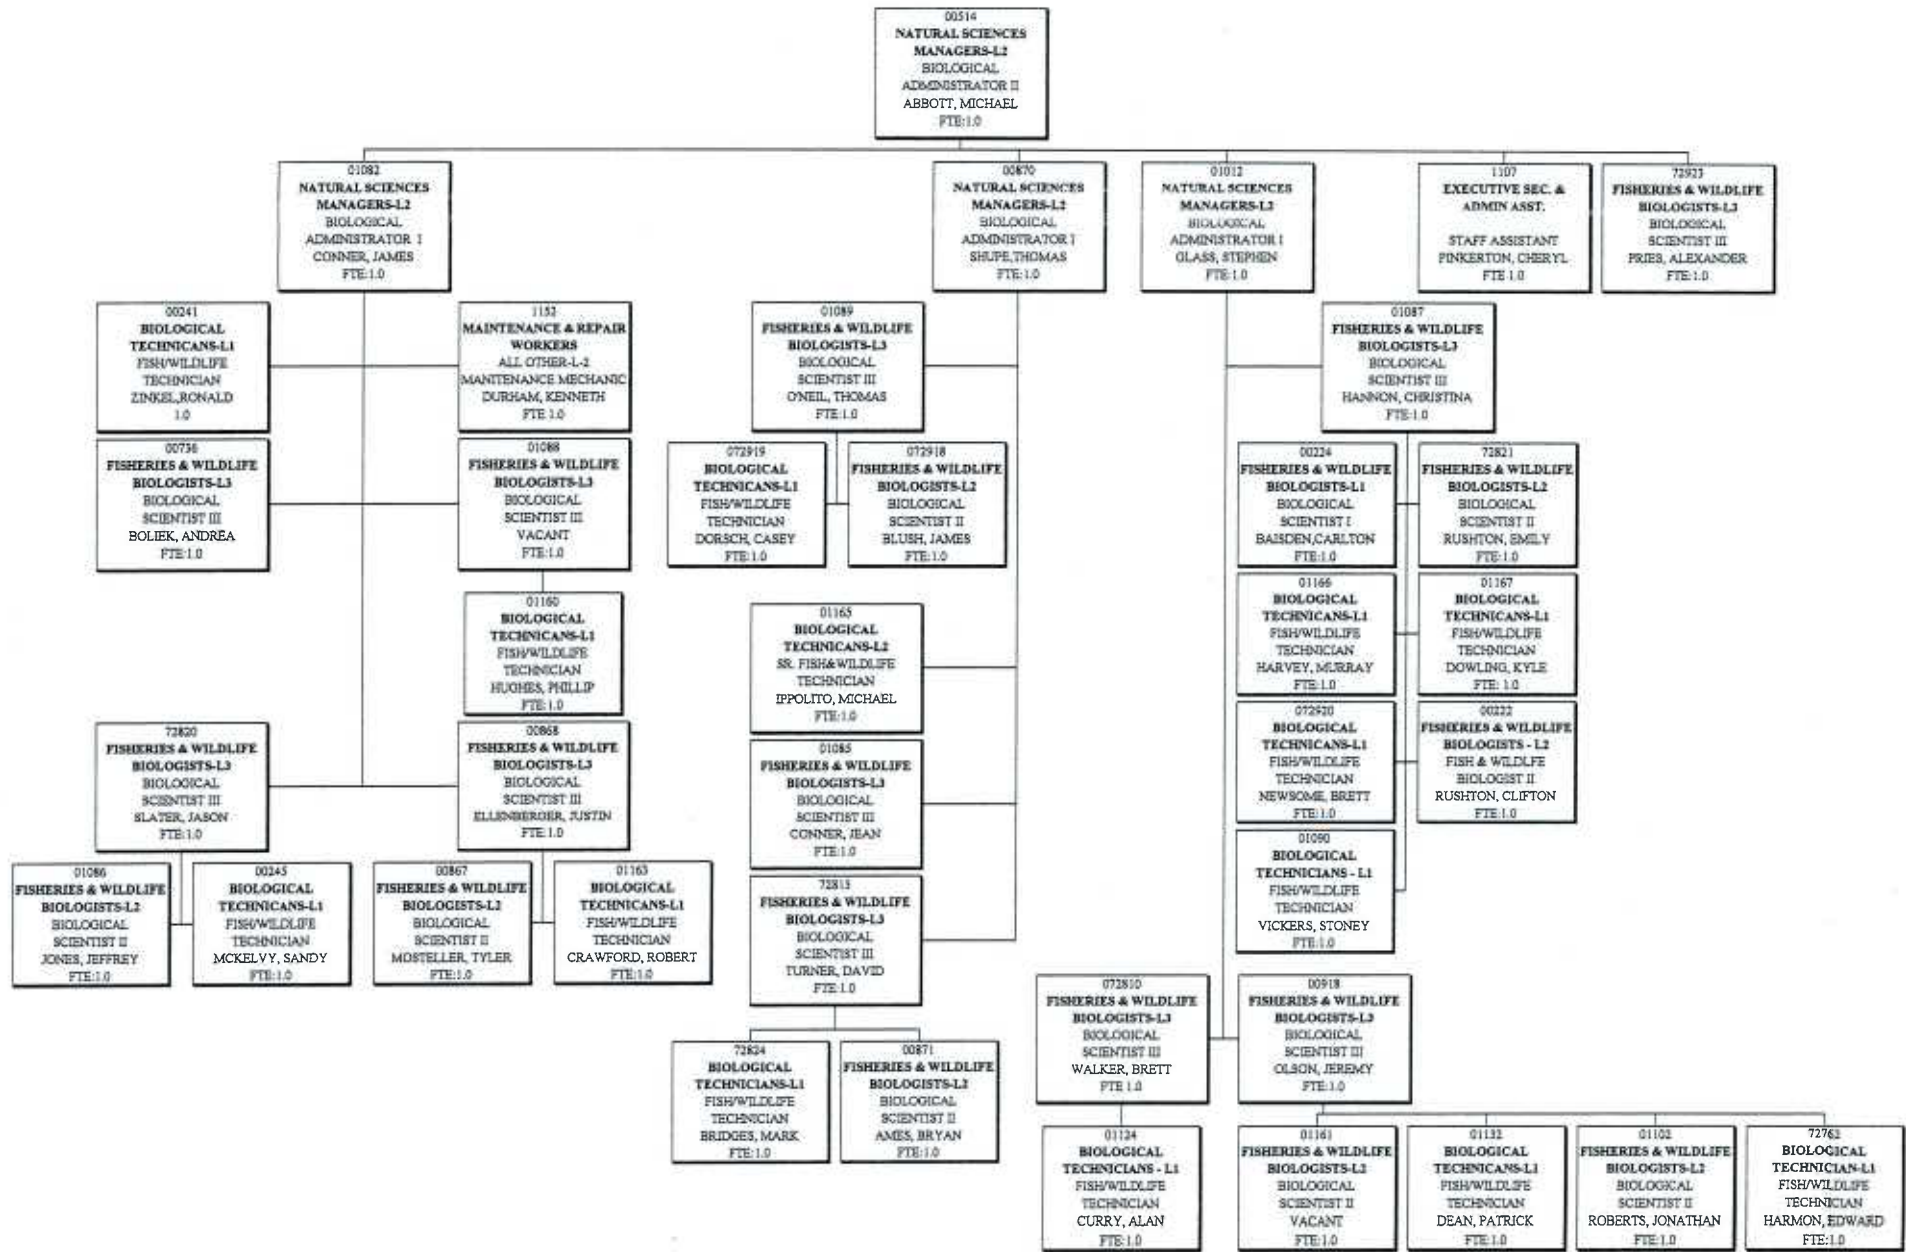 00514
NATURAL SCIENCES
MANAGERS-L2
BIOLOGICAL
ADMINISTRATOR II
ABBOTT, MICHAEL
FTE:1.0
01082
NATURAL SCIENCES
MANAGERS-L2
BIOLOGICAL
ADMINISTRATOR I
CONNER, JAMES
FTE:1.0
00870
NATURAL SCIENCES
MANAGERS-L2
BIOLOGICAL
ADMINISTRATOR I
SHUPE,THOMAS
FTE:1.0
01012
NATURAL SCIENCES
MANAGERS-L2
BIOLOGICAL
ADMINISTRATOR I
GLASS, STEPHEN
FTE:1.0
1107
EXECUTIVE SEC. &
ADMIN ASST.
STAFF ASSISTANT
PINKERTON, CHERYL
FTE 1.0
72923
FISHERIES & WILDLIFE
BIOLOGISTS-L3
BIOLOGICAL
SCIENTIST III
PRIES, ALEXANDER
FTE:1.0
00241
BIOLOGICAL
TECHNICANS-L1
FISH/WILDLIFE
TECHNICIAN
ZINKEL,RONALD
1.0
1152
MAINTENANCE & REPAIR
WORKERS
ALL OTHER-L-2
MANITENANCE MECHANIC
DURHAM, KENNETH
FTE 1.0
01089
FISHERIES & WILDLIFE
BIOLOGISTS-L3
BIOLOGICAL
SCIENTIST III
O'NEIL, THOMAS
FTE:1.0
01087
FISHERIES & WILDLIFE
BIOLOGISTS-L3
BIOLOGICAL
SCIENTIST III
HANNON, CHRISTINA
FTE:1.0
00736
FISHERIES & WILDLIFE
BIOLOGISTS-L3
BIOLOGICAL
SCIENTIST III
BOLIEK, ANDREA
FTE:1.0
01088
FISHERIES & WILDLIFE
BIOLOGISTS-L3
BIOLOGICAL
SCIENTIST III
VACANT
FTE:1.0
072919
BIOLOGICAL
TECHNICANS-L1
FISH/WILDLIFE
TECHNICIAN
DORSCH, CASEY
FTE:1.0
072918
FISHERIES & WILDLIFE
BIOLOGISTS-L2
BIOLOGICAL
SCIENTIST II
BLUSH, JAMES
FTE:1.0
00224
FISHERIES & WILDLIFE
BIOLOGISTS-L1
BIOLOGICAL
SCIENTIST I
BAISDEN,CARLTON
FTE:1.0
72821
FISHERIES & WILDLIFE
BIOLOGISTS-L2
BIOLOGICAL
SCIENTIST II
RUSHTON, EMILY
FTE:1.0
01160
BIOLOGICAL
TECHNICANS-L1
FISH/WILDLIFE
TECHNICIAN
HUGHES, PHILLIP
FTE:1.0
01165
BIOLOGICAL
TECHNICANS-L2
SR. FISH&WILDLIFE
TECHNICIAN
IPPOLITO, MICHAEL
FTE:1.0
01166
BIOLOGICAL
TECHNICANS-L1
FISH/WILDLIFE
TECHNICIAN
HARVEY, MURRAY
FTE:1.0
01167
BIOLOGICAL
TECHNICANS-L1
FISH/WILDLIFE
TECHNICIAN
DOWLING, KYLE
FTE: 1.0
072920
BIOLOGICAL
TECHNICANS-L1
FISH/WILDLIFE
TECHNICIAN
NEWSOME, BRETT
FTE:1.0
00222
FISHERIES & WILDLIFE
BIOLOGISTS - L2
FISH & WILDLFE
BIOLOGIST II
RUSHTON, CLIFTON
FTE:1.0
72820
FISHERIES & WILDLIFE
BIOLOGISTS-L3
BIOLOGICAL
SCIENTIST III
SLATER, JASON
FTE:1.0
00868
FISHERIES & WILDLIFE
BIOLOGISTS-L3
BIOLOGICAL
SCIENTIST III
ELLENBERGER, JUSTIN
FTE:1.0
01085
FISHERIES & WILDLIFE
BIOLOGISTS-L3
BIOLOGICAL
SCIENTIST III
CONNER, JEAN
FTE:1.0
01090
BIOLOGICAL
TECHNICIANS - L1
FISH/WILDLIFE
TECHNICIAN
VICKERS, STONEY
FTE:1.0
01086
FISHERIES & WILDLIFE
BIOLOGISTS-L2
BIOLOGICAL
SCIENTIST II
JONES, JEFFREY
FTE:1.0
00245
BIOLOGICAL
TECHNICANS-L1
FISH/WILDLIFE
TECHNICIAN
MCKELVY, SANDY
FTE:1.0
00867
FISHERIES & WILDLIFE
BIOLOGISTS-L2
BIOLOGICAL
SCIENTIST II
MOSTELLER, TYLER
FTE:1.0
01163
BIOLOGICAL
TECHNICANS-L1
FISH/WILDLIFE
TECHNICIAN
CRAWFORD, ROBERT
FTE:1.0
72815
FISHERIES & WILDLIFE
BIOLOGISTS-L3
BIOLOGICAL
SCIENTIST III
TURNER, DAVID
FTE:1.0
072810
FISHERIES & WILDLIFE
BIOLOGISTS-L3
BIOLOGICAL
SCIENTIST III
WALKER, BRETT
FTE 1.0
00918
FISHERIES & WILDLIFE
BIOLOGISTS-L3
BIOLOGICAL
SCIENTIST III
OLSON, JEREMY
FTE:1.0
72824
BIOLOGICAL
TECHNICIANS-L1
FISH/WILDLIFE
TECHNICIAN
BRIDGES, MARK
FTE:1.0
00871
FISHERIES & WILDLIFE
BIOLOGISTS-L2
BIOLOGICAL
SCIENTIST II
AMES, BRYAN
FTE:1.0
01124
BIOLOGICAL
TECHNICIANS - L1
FISH/WILDLIFE
TECHNICIAN
CURRY, ALAN
FTE:1.0
01161
FISHERIES & WILDLIFE
BIOLOGISTS-L2
BIOLOGICAL
SCIENTIST II
VACANT
FTE:1.0
01132
BIOLOGICAL
TECHNICANS-L1
FISH/WILDLIFE
TECHNICIAN
DEAN, PATRICK
FTE:1.0
01102
FISHERIES & WILDLIFE
BIOLOGISTS-L2
BIOLOGICAL
SCIENTIST II
ROBERTS, JONATHAN
FTE:1.0
72762
BIOLOGICAL
TECHNICIAN-L1
FISH/WILDLIFE
TECHNICIAN
HARMON, EDWARD
FTE:1.0